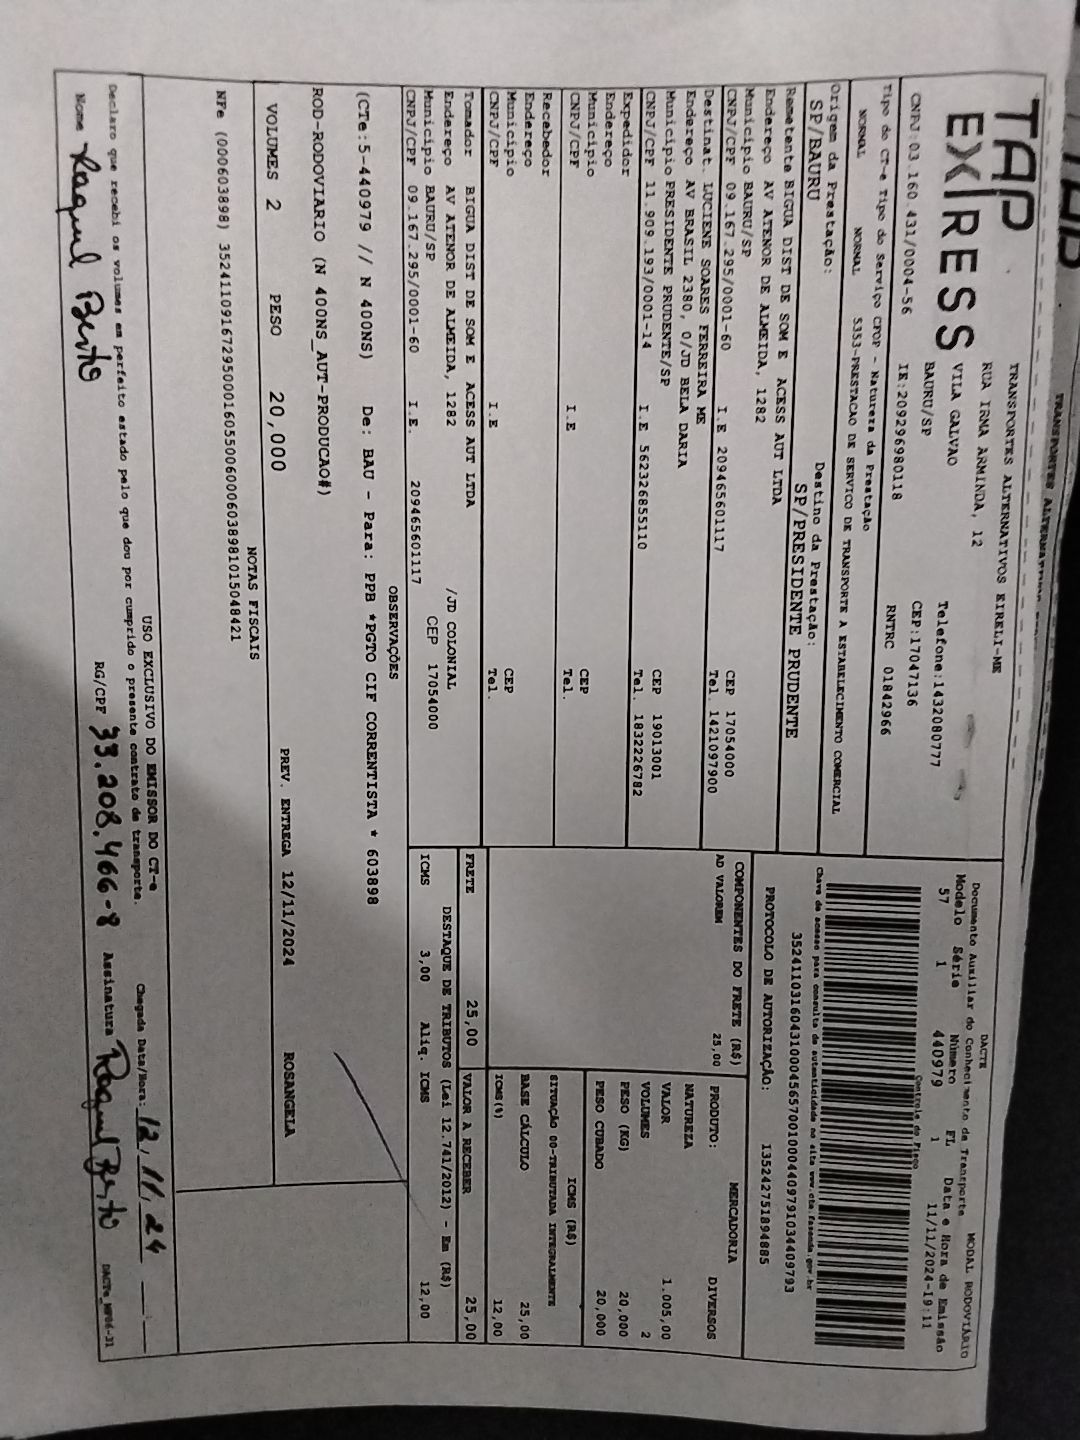 TAP
TRANSPORTES ALTERNA
TAP
EXPRESS
TRANSPORTES ALTERNATIVOS EIRELI-ME
RUA IRNA ARMINDA, 12
VILA GALVAO
BAURU/SP
Telefone:1432080777
CEP:17047136
CNPJ:03.160.431/0004-56 IE:209296980118 RNTRC 01842966
Tipo do CT-e Tipo do Serviço CFOP - Natureza da Prestação
NORMAL NORMAL 5353-PRESTACAO DE SERVICO DE TRANSPORTE A ESTABELECIMENTO COMERCIAL
Origem da Prestação: Destino da Prestação:
SP/BAURU SP/PRESIDENTE PRUDENTE
DACTE MODAL RODOVIÁRIO
Documento Auxiliar do Conhecimento de Transporte
Modelo Série Número FL Data e Hora de Emissão
57 1 440979 1 11/11/2024-19:11
Controle do Fisco
35241103160431000456570010004409791034409793
Chave de acesso para consulta de autenticidade no site www.cte.fazenda.gov.br
PROTOCOLO DE AUTORIZAÇÃO: 135242751894885
Remetente BIGUA DIST DE SOM E ACESS AUT LTDA
Endereço AV ATENOR DE ALMEIDA, 1282
Município BAURU/SP CEP 17054000
CNPJ/CPF 09.167.295/0001-60 I.E 209465601117 Tel. 1421097900
Destinat. LUCIENE SOARES FERREIRA ME
Endereço AV BRASIL 2380, 0/JD BELA DARIA
Município PRESIDENTE PRUDENTE/SP CEP 19013001
CNPJ/CPF 11.909.193/0001-14 I.E 562326855110 Tel. 1832226782
Expedidor
Endereço
Município CEP
CNPJ/CPF I.E Tel.
Recebedor
Endereço
Município CEP
CNPJ/CPF I.E Tel.
Tomador BIGUA DIST DE SOM E ACESS AUT LTDA
Endereço AV ATENOR DE ALMEIDA, 1282 /JD COLONIAL
Município BAURU/SP CEP 17054000
CNPJ/CPF 09.167.295/0001-60 I.E. 209465601117
COMPONENTES DO FRETE (R$)
AD VALOREM 25,00
FRETE 25,00
MERCADORIA
PRODUTO: DIVERSOS
NATUREZA
VALOR 1.005,00
VOLUMES 2
PESO (KG) 20,000
PESO CUBADO 20,000
ICMS (R$)
SITUAÇÃO 00-TRIBUTADA INTEGRALMENTE
BASE CÁLCULO 25,00
ICMS(%) 12,00
VALOR A RECEBER 25,00
DESTAQUE DE TRIBUTOS (Lei 12.741/2012) - Em (R$)
ICMS 3,00 Aliq. ICMS 12,00
OBSERVAÇÕES
(CTe:5-440979 // N 400NS) De: BAU - Para: PPB *PGTO CIF CORRENTISTA * 603898
ROD-RODOVIARIO (N 400NS_AUT-PRODUCAO#)
VOLUMES 2 PESO 20,000 PREV. ENTREGA 12/11/2024 ROSANGELA
NOTAS FISCAIS
NFe (000603898) 35241109167295000160550060006038981015048421
USO EXCLUSIVO DO EMISSOR DO CT-e
Declaro que recebi os volumes em perfeito estado pelo que dou por cumprido o presente contrato de transporte. Chegada Data/Hora: 12/11/24 :
Nome Raquel Berto RG/CPF 33.208.466-8 Assinatura Raquel Berto DACTe_MP06-31